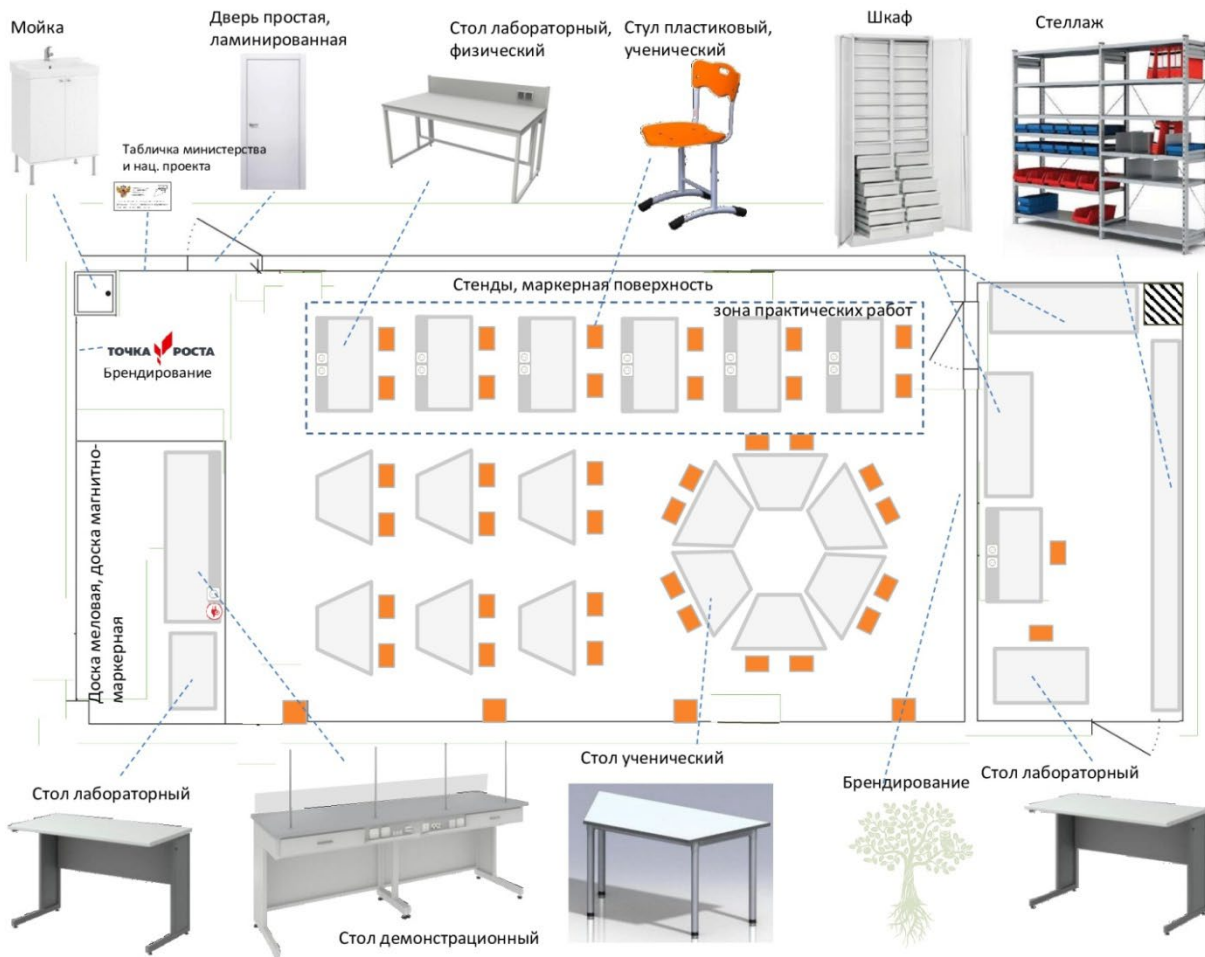 Мойка
Дверь простая,
ламинированная
Стол лабораторный,
физический
Стул пластиковый,
ученический
Шкаф
Стеллаж
Табличка министерства
и нац. проекта
Стенды, маркерная поверхность
зона практических работ
ТОЧКА РОСТА
Брендирование
Доска меловая, доска магнитно-
маркерная
Стол лабораторный
Стол демонстрационный
Стол ученический
Брендирование
Стол лабораторный